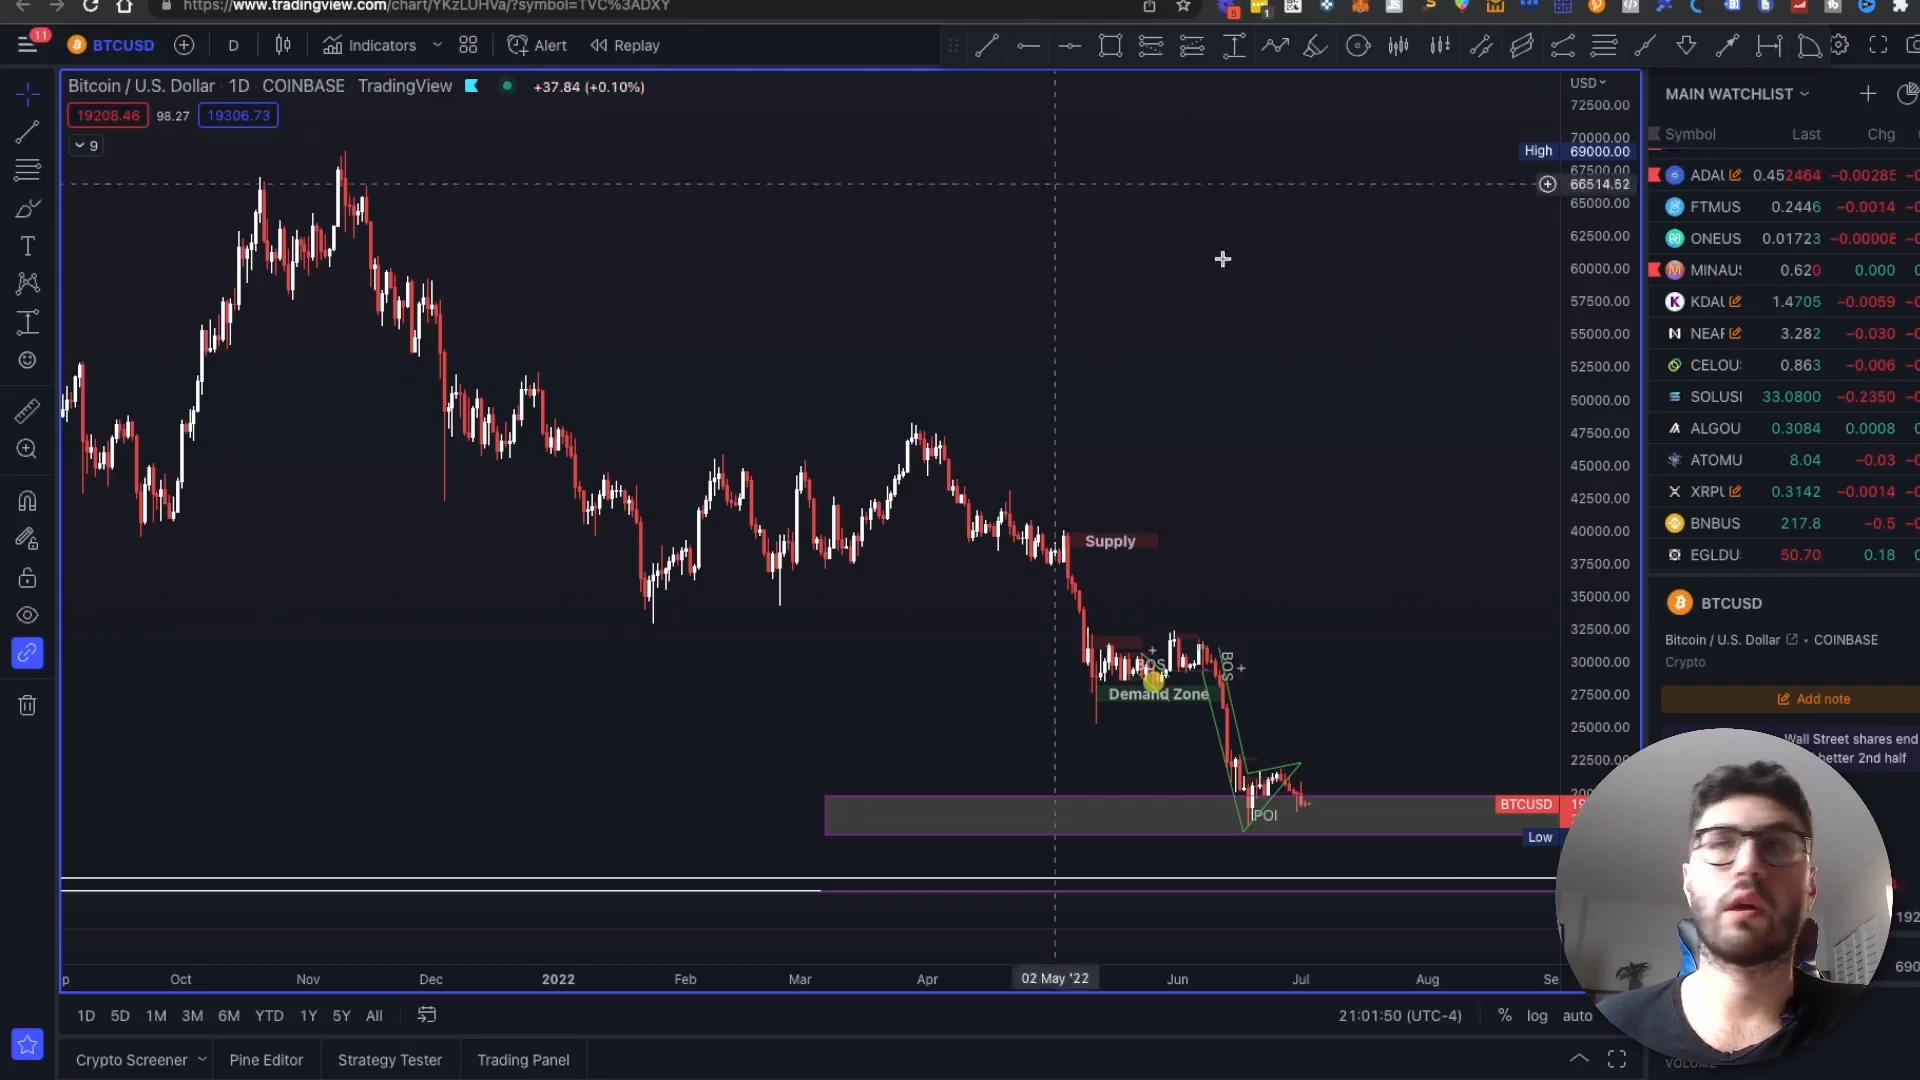 https://www.tradingview.com/chart/YKzLUHVa/?symbol=TVC%3ADXY
5
1
11
BTCUSD
D
Indicators
Alert
Replay
Bitcoin / U.S. Dollar · 1D · COINBASE · TradingView
+37.84 (+0.10%)
19208.46
98.27
19306.73
9
USD
72500.00
70000.00
High 69000.00
67500.00
66514.62
65000.00
62500.00
60000.00
57500.00
55000.00
52500.00
50000.00
47500.00
45000.00
42500.00
40000.00
37500.00
35000.00
32500.00
30000.00
27500.00
25000.00
22500.00
BTCUSD
Low
Supply
BOS
BOS
Demand Zone
POI
Oct
Nov
Dec
2022
Feb
Mar
Apr
02 May '22
Jun
Jul
Aug
Se
1D
5D
1M
3M
6M
YTD
1Y
5Y
All
21:01:50 (UTC-4)
%
log
auto
Crypto Screener
Pine Editor
Strategy Tester
Trading Panel
MAIN WATCHLIST
Symbol Last Chg
ADAU 0.452464 −0.00285
FTMUS 0.2446 −0.0014
ONEUS 0.01723 −0.00008
MINAUS 0.620 0.000
KDAU 1.4705 −0.0059
NEAR 3.282 −0.030
CELOUS 0.863 −0.006
SOLUSI 33.0800 −0.2350
ALGOU 0.3084 0.0008
ATOMU 8.04 −0.03
XRPU 0.3142 −0.0014
BNBUS 217.8 −0.5
EGLDU 50.70 0.18
BTCUSD
Bitcoin / U.S. Dollar • COINBASE
Crypto
Add note
Wall Street shares end
better 2nd half
192
690
VOLUME